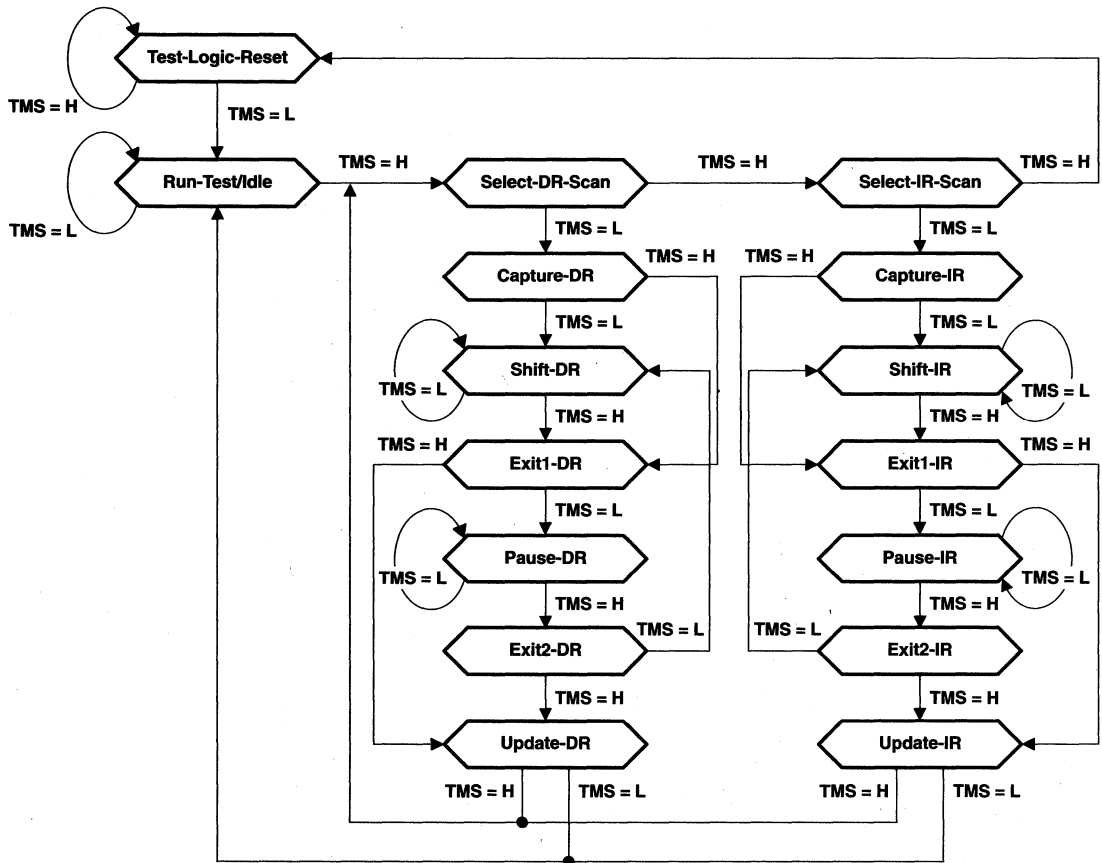 Test-Logic-Reset
TMS = H
TMS = L
TMS = H
TMS = H
TMS = H
Run-Test/Idle
Select-DR-Scan
Select-IR-Scan
TMS = L
TMS = L
TMS = L
TMS = H
TMS = H
Capture-DR
Capture-IR
TMS = L
TMS = L
Shift-DR
Shift-IR
TMS = L
TMS = L
TMS = H
TMS = H
TMS = H
TMS = H
Exit1-DR
Exit1-IR
TMS = L
TMS = L
Pause-DR
Pause-IR
TMS = L
TMS = L
TMS = H
TMS = H
TMS = L
TMS = L
Exit2-DR
Exit2-IR
TMS = H
TMS = H
Update-DR
Update-IR
TMS = H
TMS = L
TMS = H
TMS = L